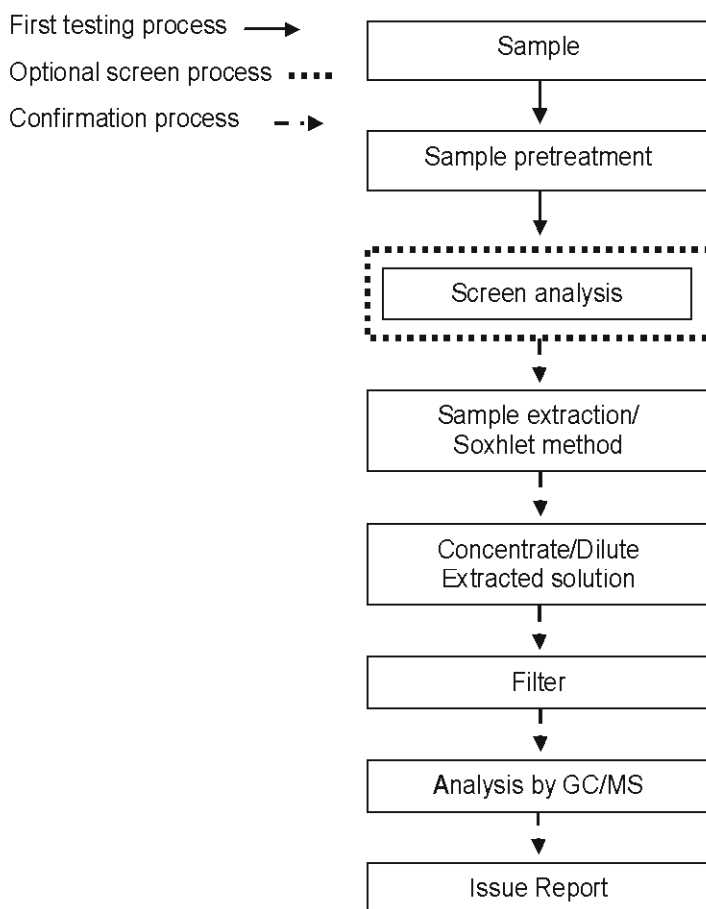 First testing process
Optional screen process
Confirmation process
Sample
Sample pretreatment
Screen analysis
Sample extraction/
Soxhlet method
Concentrate/Dilute
Extracted solution
Filter
Analysis by GC/MS
Issue Report